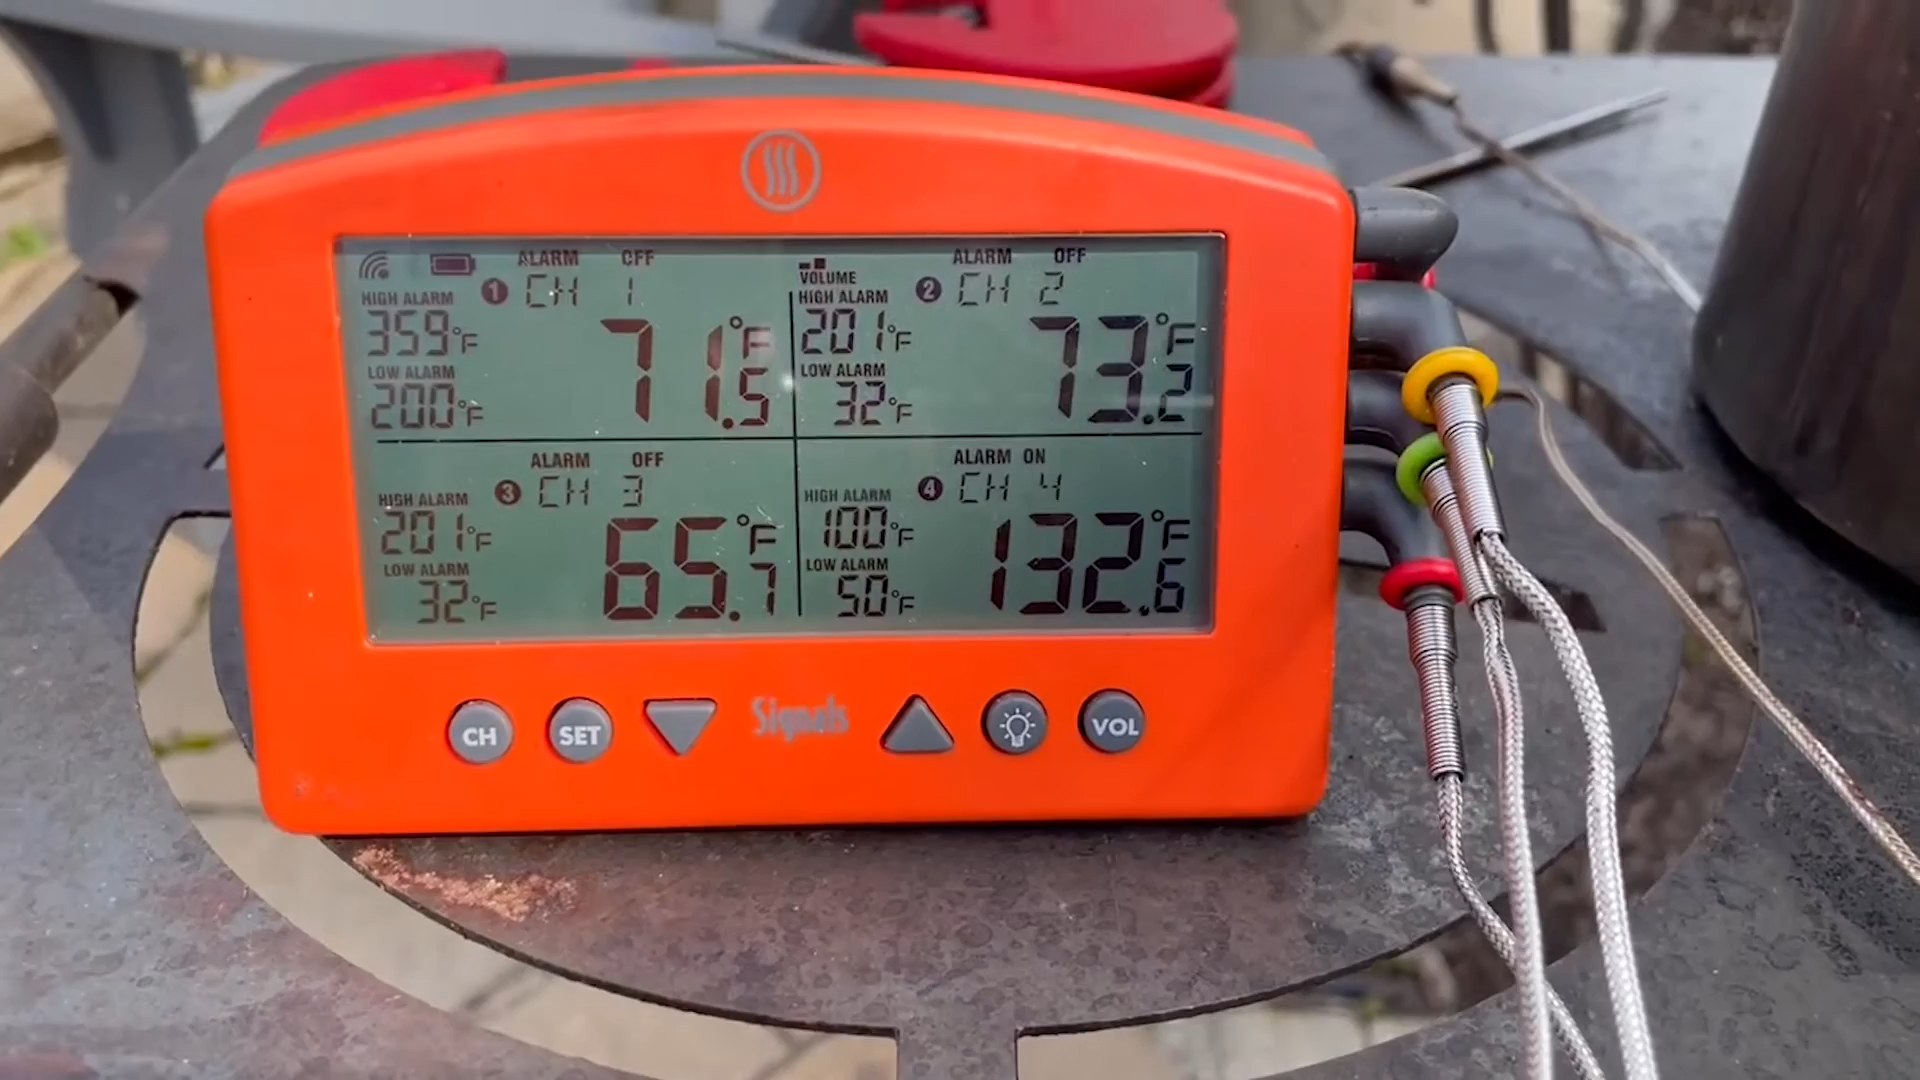 ALARM OFF
1 CH 1
HIGH ALARM
359°F
71.5°F
LOW ALARM
200°F
VOLUME
ALARM OFF
2 CH 2
HIGH ALARM
201°F
73.2°F
LOW ALARM
32°F
ALARM OFF
3 CH 3
HIGH ALARM
201°F
65.7°F
LOW ALARM
32°F
ALARM ON
4 CH 4
HIGH ALARM
100°F
132.6°F
LOW ALARM
50°F
CH SET Signals VOL